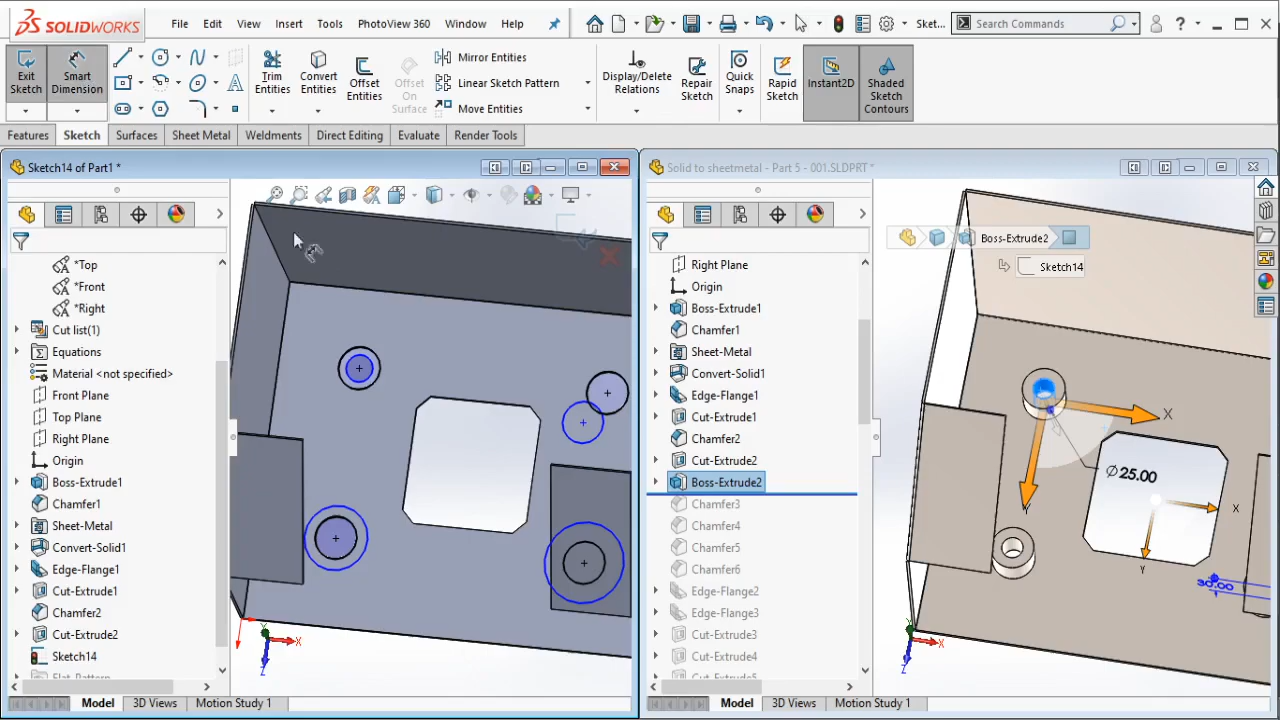 SOLIDWORKS File Edit View Insert Tools PhotoView 360 Window Help Sket... Search Commands ?
Exit Sketch
Smart Dimension
Trim Entities
Convert Entities
Offset Entities
Offset On Surface
Mirror Entities
Linear Sketch Pattern
Move Entities
Display/Delete Relations
Repair Sketch
Quick Snaps
Rapid Sketch
Instant2D
Shaded Sketch Contours
Features Sketch Surfaces Sheet Metal Weldments Direct Editing Evaluate Render Tools
Sketch14 of Part1 *
*Top
*Front
*Right
Cut list(1)
Equations
Material <not specified>
Front Plane
Top Plane
Right Plane
Origin
Boss-Extrude1
Chamfer1
Sheet-Metal
Convert-Solid1
Edge-Flange1
Cut-Extrude1
Chamfer2
Cut-Extrude2
Sketch14
Flat-Pattern
X
Y
Z
Model 3D Views Motion Study 1
Solid to sheetmetal - Part 5 - 001.SLDPRT *
Right Plane
Origin
Boss-Extrude1
Chamfer1
Sheet-Metal
Convert-Solid1
Edge-Flange1
Cut-Extrude1
Chamfer2
Cut-Extrude2
Boss-Extrude2
Chamfer3
Chamfer4
Chamfer5
Chamfer6
Edge-Flange2
Edge-Flange3
Cut-Extrude3
Cut-Extrude4
Cut-Extrude5
Boss-Extrude2
Sketch14
X
Ø25.00
Y
X
Y
30.00
Y
X
Z
Model 3D Views Motion Study 1